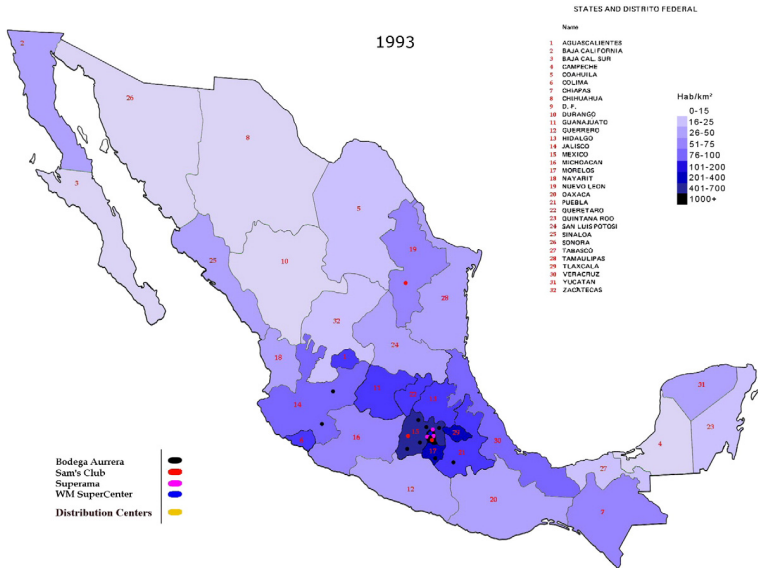 STATES AND DISTRITO FEDERAL
1993
Name
1 AGUASCALIENTES
2 BAJA CALIFORNIA
3 BAJA CAL. SUR
4 CAMPECHE
5 COAHUILA
6 COLIMA
7 CHIAPAS
8 CHIHUAHUA
9 D. F.
10 DURANGO
11 GUANAJUATO
12 GUERRERO
13 HIDALGO
14 JALISCO
15 MEXICO
16 MICHOACAN
17 MORELOS
18 NAYARIT
19 NUEVO LEON
20 OAXACA
21 PUEBLA
22 QUERETARO
23 QUINTANA ROO
24 SAN LUIS POTOSI
25 SINALOA
26 SONORA
27 TABASCO
28 TAMAULIPAS
29 TLAXCALA
30 VERACRUZ
31 YUCATAN
32 ZACATECAS
Hab/km²
0-15
16-25
26-50
51-75
76-100
101-200
201-400
401-700
1000+
2
26
8
3
5
19
25
10
28
32
24
18
31
14
23
16
29
30
4
27
12
20
2
Bodega Aurrera
Sam's Club
Superama
WM SuperCenter
Distribution Centers